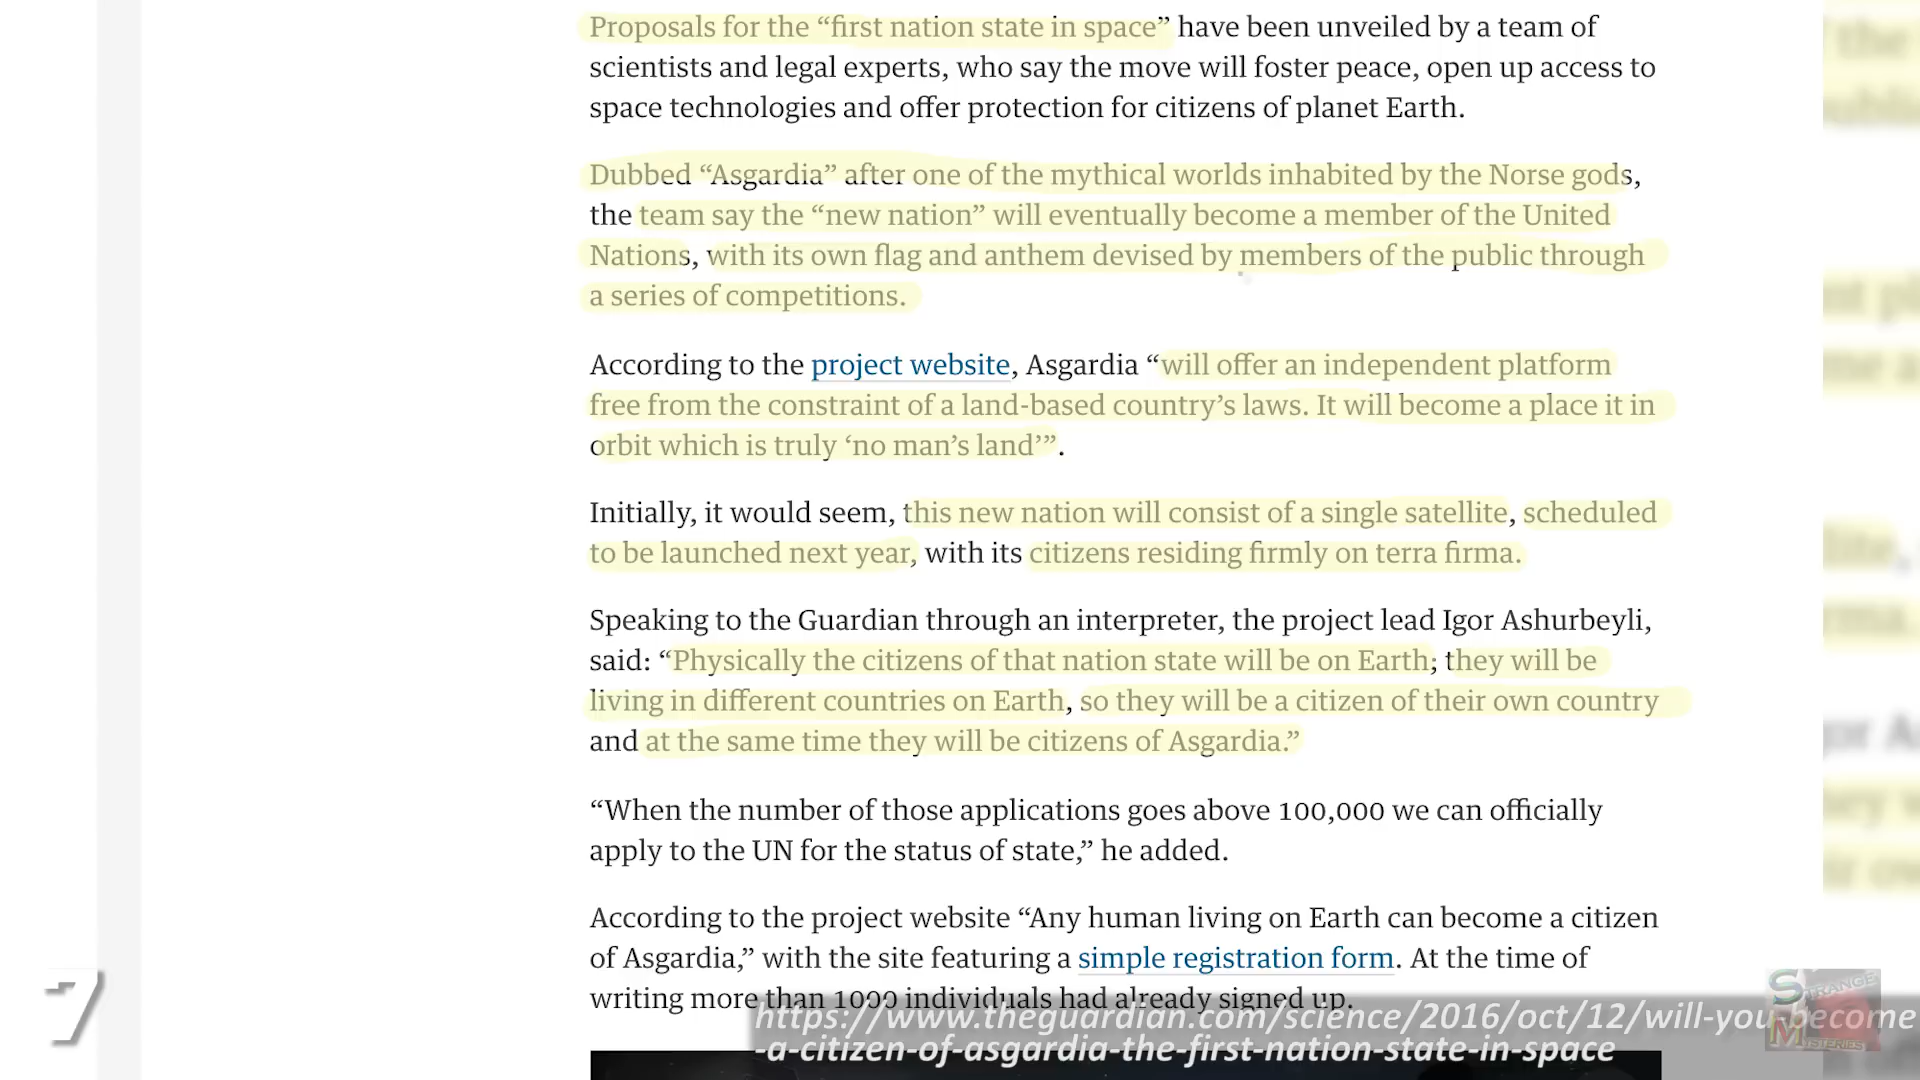 Proposals for the “first nation state in space” have been unveiled by a team of
scientists and legal experts, who say the move will foster peace, open up access to
space technologies and offer protection for citizens of planet Earth.
Dubbed “Asgardia” after one of the mythical worlds inhabited by the Norse gods,
the team say the “new nation” will eventually become a member of the United
Nations, with its own flag and anthem devised by members of the public through
a series of competitions.
According to the project website, Asgardia “will offer an independent platform
free from the constraint of a land-based country’s laws. It will become a place it in
orbit which is truly ‘no man’s land’”.
Initially, it would seem, this new nation will consist of a single satellite, scheduled
to be launched next year, with its citizens residing firmly on terra firma.
Speaking to the Guardian through an interpreter, the project lead Igor Ashurbeyli,
said: “Physically the citizens of that nation state will be on Earth; they will be
living in different countries on Earth, so they will be a citizen of their own country
and at the same time they will be citizens of Asgardia.”
“When the number of those applications goes above 100,000 we can officially
apply to the UN for the status of state,” he added.
According to the project website “Any human living on Earth can become a citizen
of Asgardia,” with the site featuring a simple registration form. At the time of
writing more than 1000 individuals had already signed up.
7
https://www.theguardian.com/science/2016/oct/12/will-you-become
-a-citizen-of-asgardia-the-first-nation-state-in-space
STRANGE
MYSTERIES